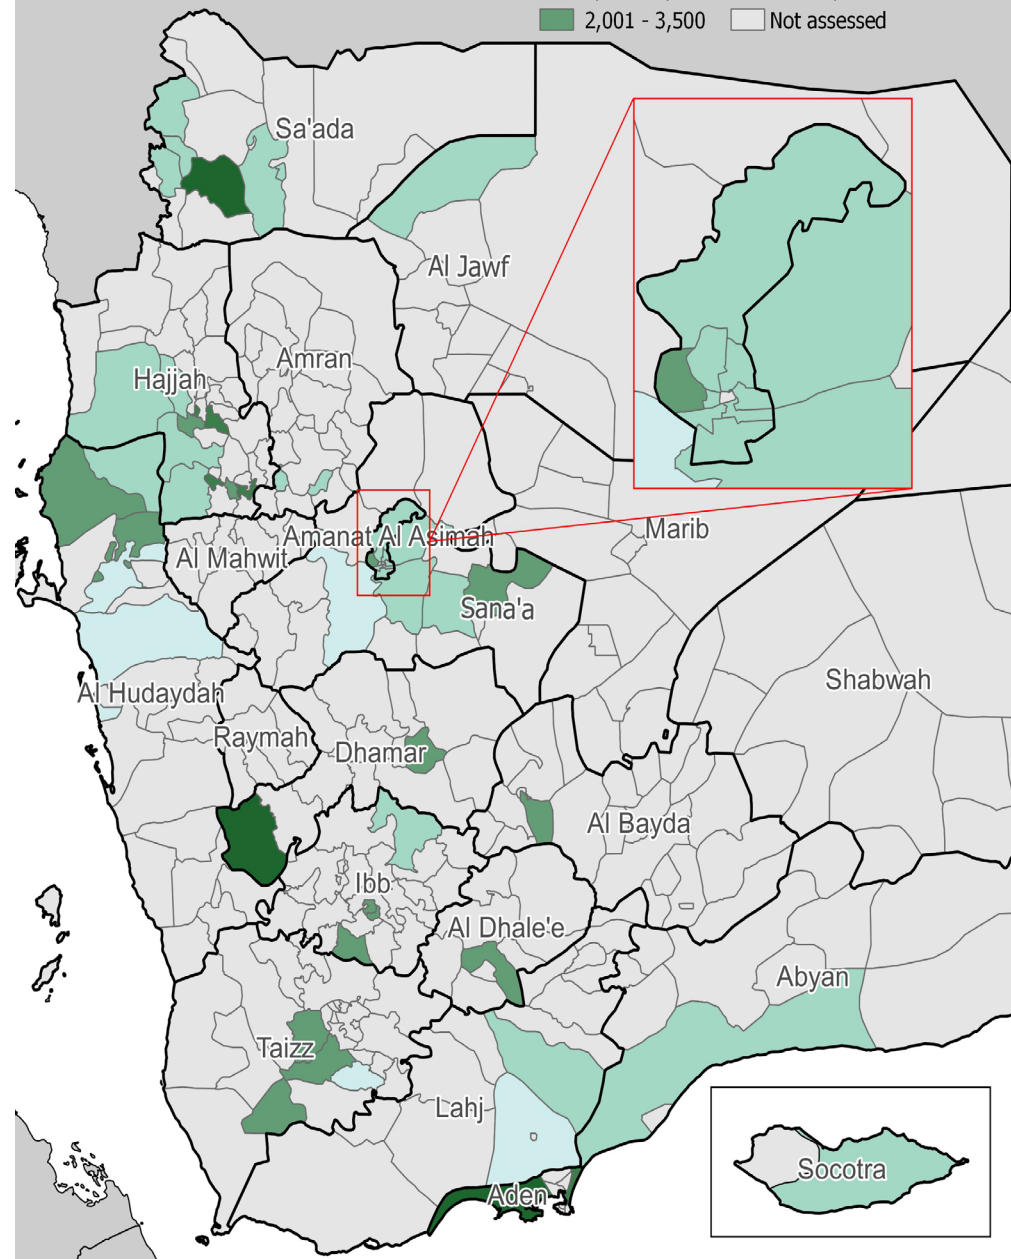 2,001 - 3,500 Not assessed
Sa'ada
Al Jawf
Amran
Hajjah
Amanat Al Asimah
Marib
Al Mahwit
Sana'a
Shabwah
Al Hudaydah
Raymah
Dhamar
Al Bayda
Ibb
Al Dhale'e
Abyan
Taizz
Lahj
Socotra
Aden